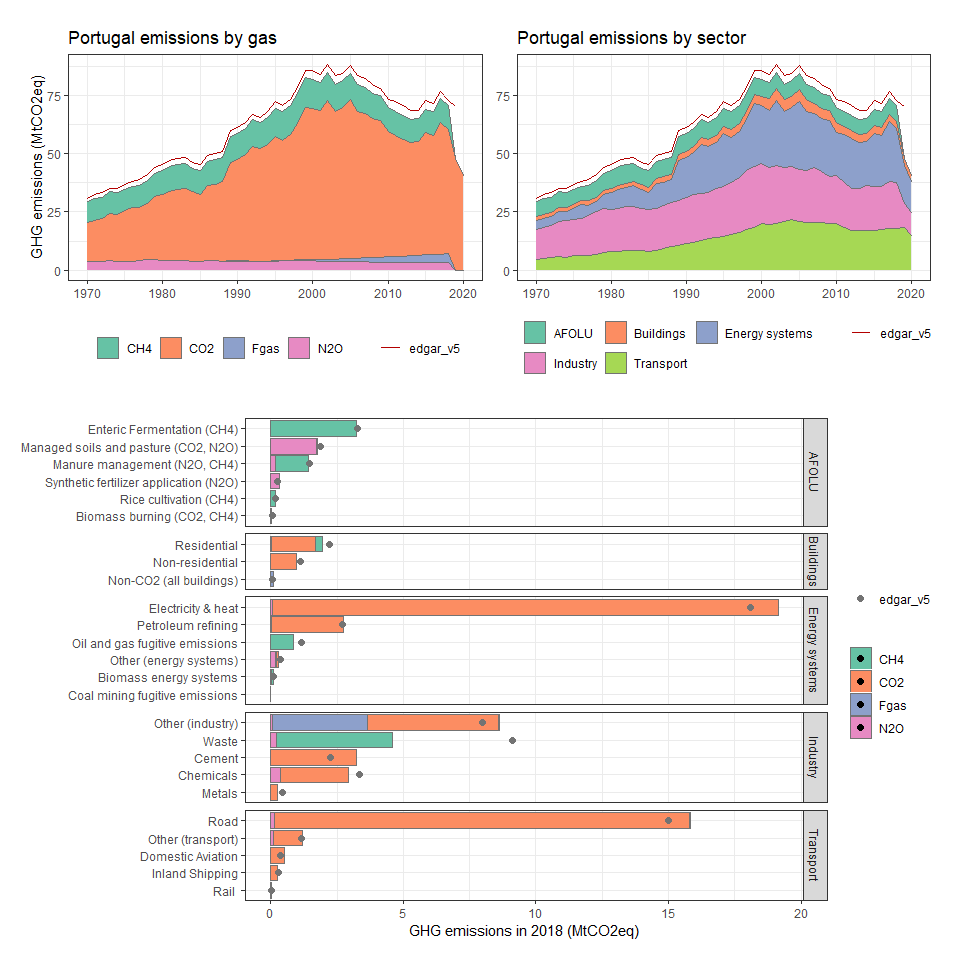 Portugal emissions by gas
GHG emissions (MtCO2eq)
75
50
25
0
1970
1980
1990
2000
2010
2020
CH4
CO2
Fgas
N2O
edgar_v5
Portugal emissions by sector
75
50
25
0
1970
1980
1990
2000
2010
2020
AFOLU
Buildings
Energy systems
edgar_v5
Industry
Transport
Enteric Fermentation (CH4)
Managed soils and pasture (CO2, N2O)
Manure management (N2O, CH4)
Synthetic fertilizer application (N2O)
Rice cultivation (CH4)
Biomass burning (CO2, CH4)
AFOLU
Residential
Non-residential
Non-CO2 (all buildings)
Buildings
Electricity & heat
Petroleum refining
Oil and gas fugitive emissions
Other (energy systems)
Biomass energy systems
Coal mining fugitive emissions
Energy systems
Other (industry)
Waste
Cement
Chemicals
Metals
Industry
Road
Other (transport)
Domestic Aviation
Inland Shipping
Rail
Transport
0
5
10
15
20
GHG emissions in 2018 (MtCO2eq)
edgar_v5
CH4
CO2
Fgas
N2O